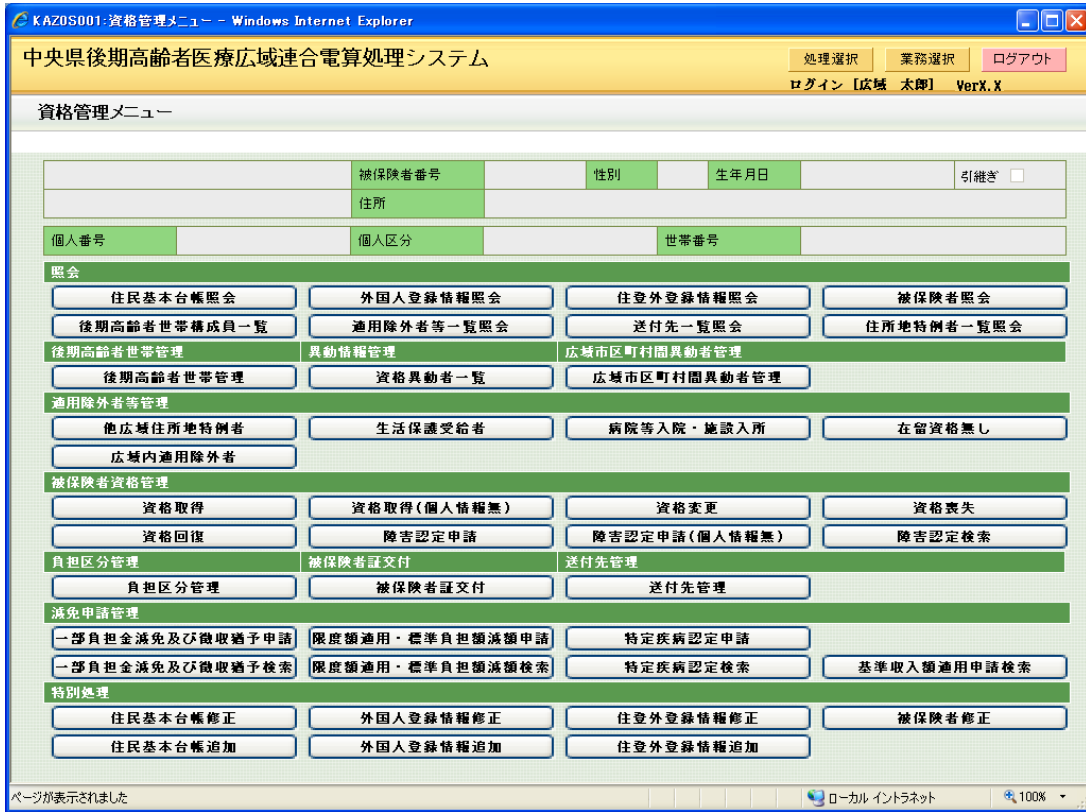 KAZ0S001:資格管理メニュー - Windows Internet Explorer
中央県後期高齢者医療広域連合電算処理システム
処理選択 業務選択 ログアウト
ログイン [広域 太郎] VerX.X
資格管理メニュー
被保険者番号 性別 生年月日 引継ぎ
住所
個人番号 個人区分 世帯番号
照会
住民基本台帳照会 外国人登録情報照会 住登外登録情報照会 被保険者照会
後期高齢者世帯構成員一覧 適用除外者等一覧照会 送付先一覧照会 住所地特例者一覧照会
後期高齢者世帯管理 異動情報管理 広域市区町村間異動者管理
後期高齢者世帯管理 資格異動者一覧 広域市区町村間異動者管理
適用除外者等管理
他広域住所地特例者 生活保護受給者 病院等入院・施設入所 在留資格無し
広域内適用除外者
被保険者資格管理
資格取得 資格取得(個人情報無) 資格変更 資格喪失
資格回復 障害認定申請 障害認定申請(個人情報無) 障害認定検索
負担区分管理 被保険者証交付 送付先管理
負担区分管理 被保険者証交付 送付先管理
減免申請管理
一部負担金減免及び徴収猶予申請 限度額適用・標準負担額減額申請 特定疾病認定申請
一部負担金減免及び徴収猶予検索 限度額適用・標準負担額減額検索 特定疾病認定検索 基準収入額適用申請検索
特別処理
住民基本台帳修正 外国人登録情報修正 住登外登録情報修正 被保険者修正
住民基本台帳追加 外国人登録情報追加 住登外登録情報追加
ページが表示されました ローカル イントラネット 100%